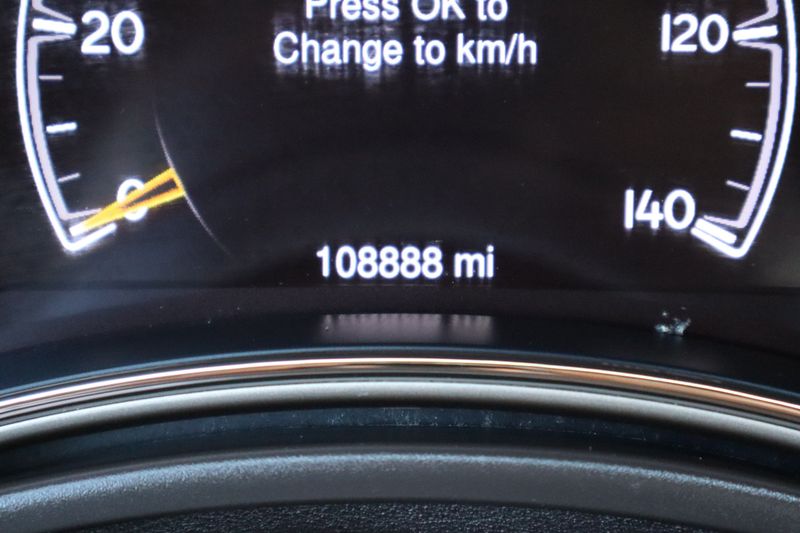 Press OK to
Change to km/h
20
120
0
140
108888 mi